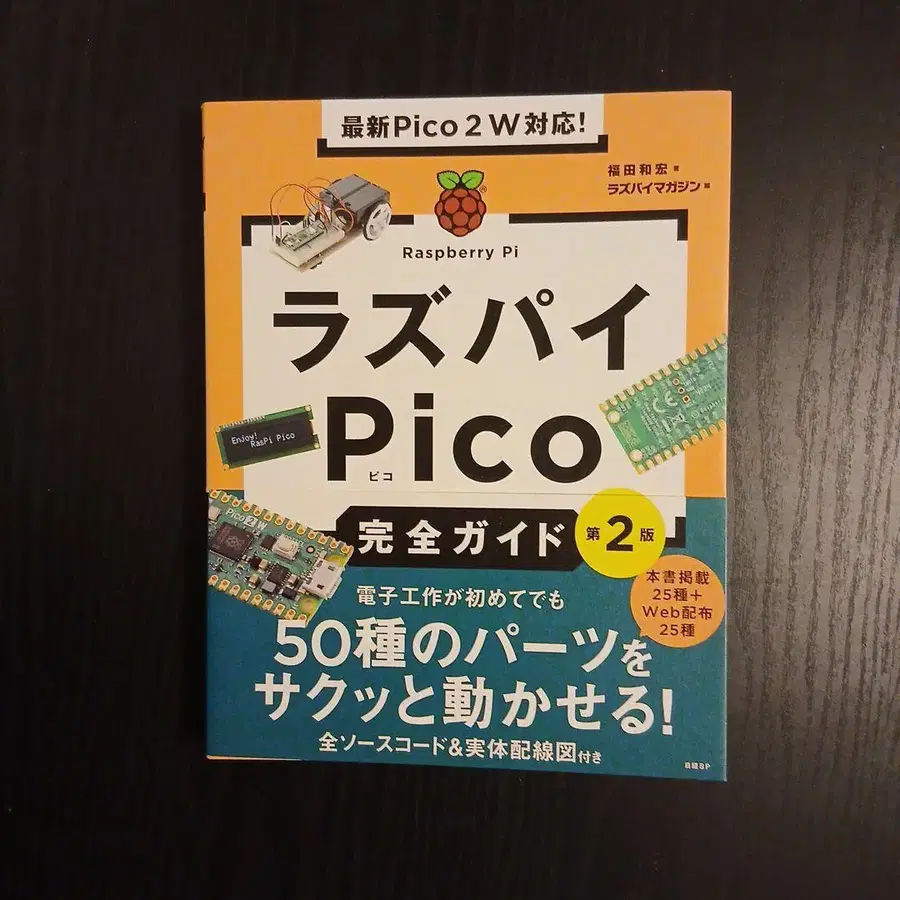 最新Pico 2 W対応!
福田和宏 著
ラズパイマガジン 編
Raspberry Pi
ラズパイ
Pico
ピコ
Enjoy!
RasPi Pico
Pico 2 W
完全ガイド
第2版
本書掲載
25種+
Web配布
25種
電子工作が初めてでも
50種のパーツを
サクッと動かせる!
全ソースコード&実体配線図付き
日経BP